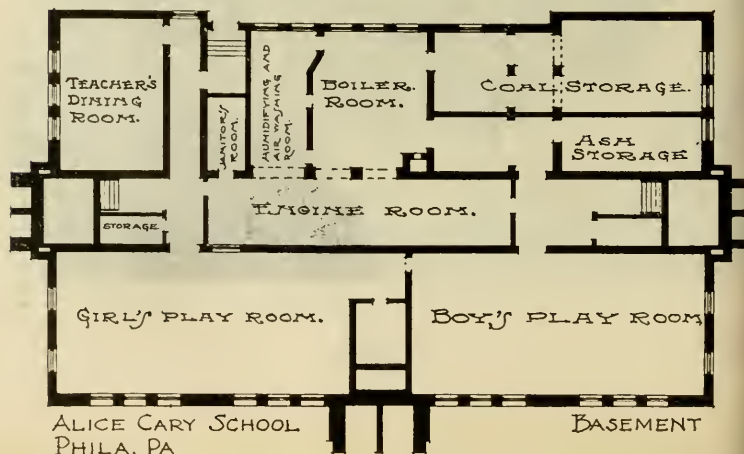 TEACHER'S
DINING
ROOM.
JANITOR'S
ROOM.
HUMIDIFYING AND
AIR WASHING
ROOM.
BOILER
ROOM.
COAL STORAGE.
ASH
STORAGE
STORAGE
ENGINE ROOM.
GIRL'S PLAY ROOM.
BOY'S PLAY ROOM
ALICE CARY SCHOOL
PHILA. PA
BASEMENT